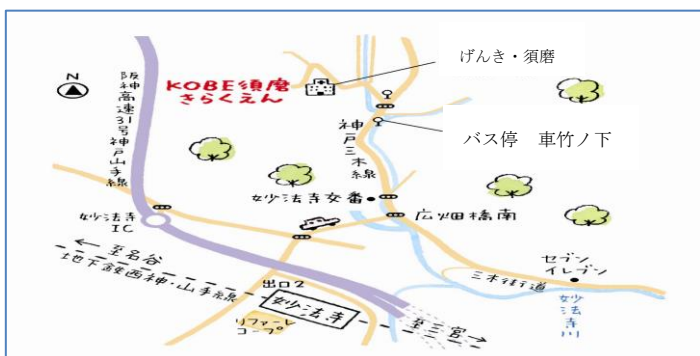 げんき・須磨
N
KOBE須磨
きらくえん
阪神高速31号神戸山手線
バス停 車竹ノ下
神戸三木線
妙法寺交番
広畑橋南
妙法寺
IC
セブン
イレブン
←至名谷
地下鉄西神・山手線
出口2
三木街道
妙法寺
妙法寺川
リファーレ
コープ
至三宮→